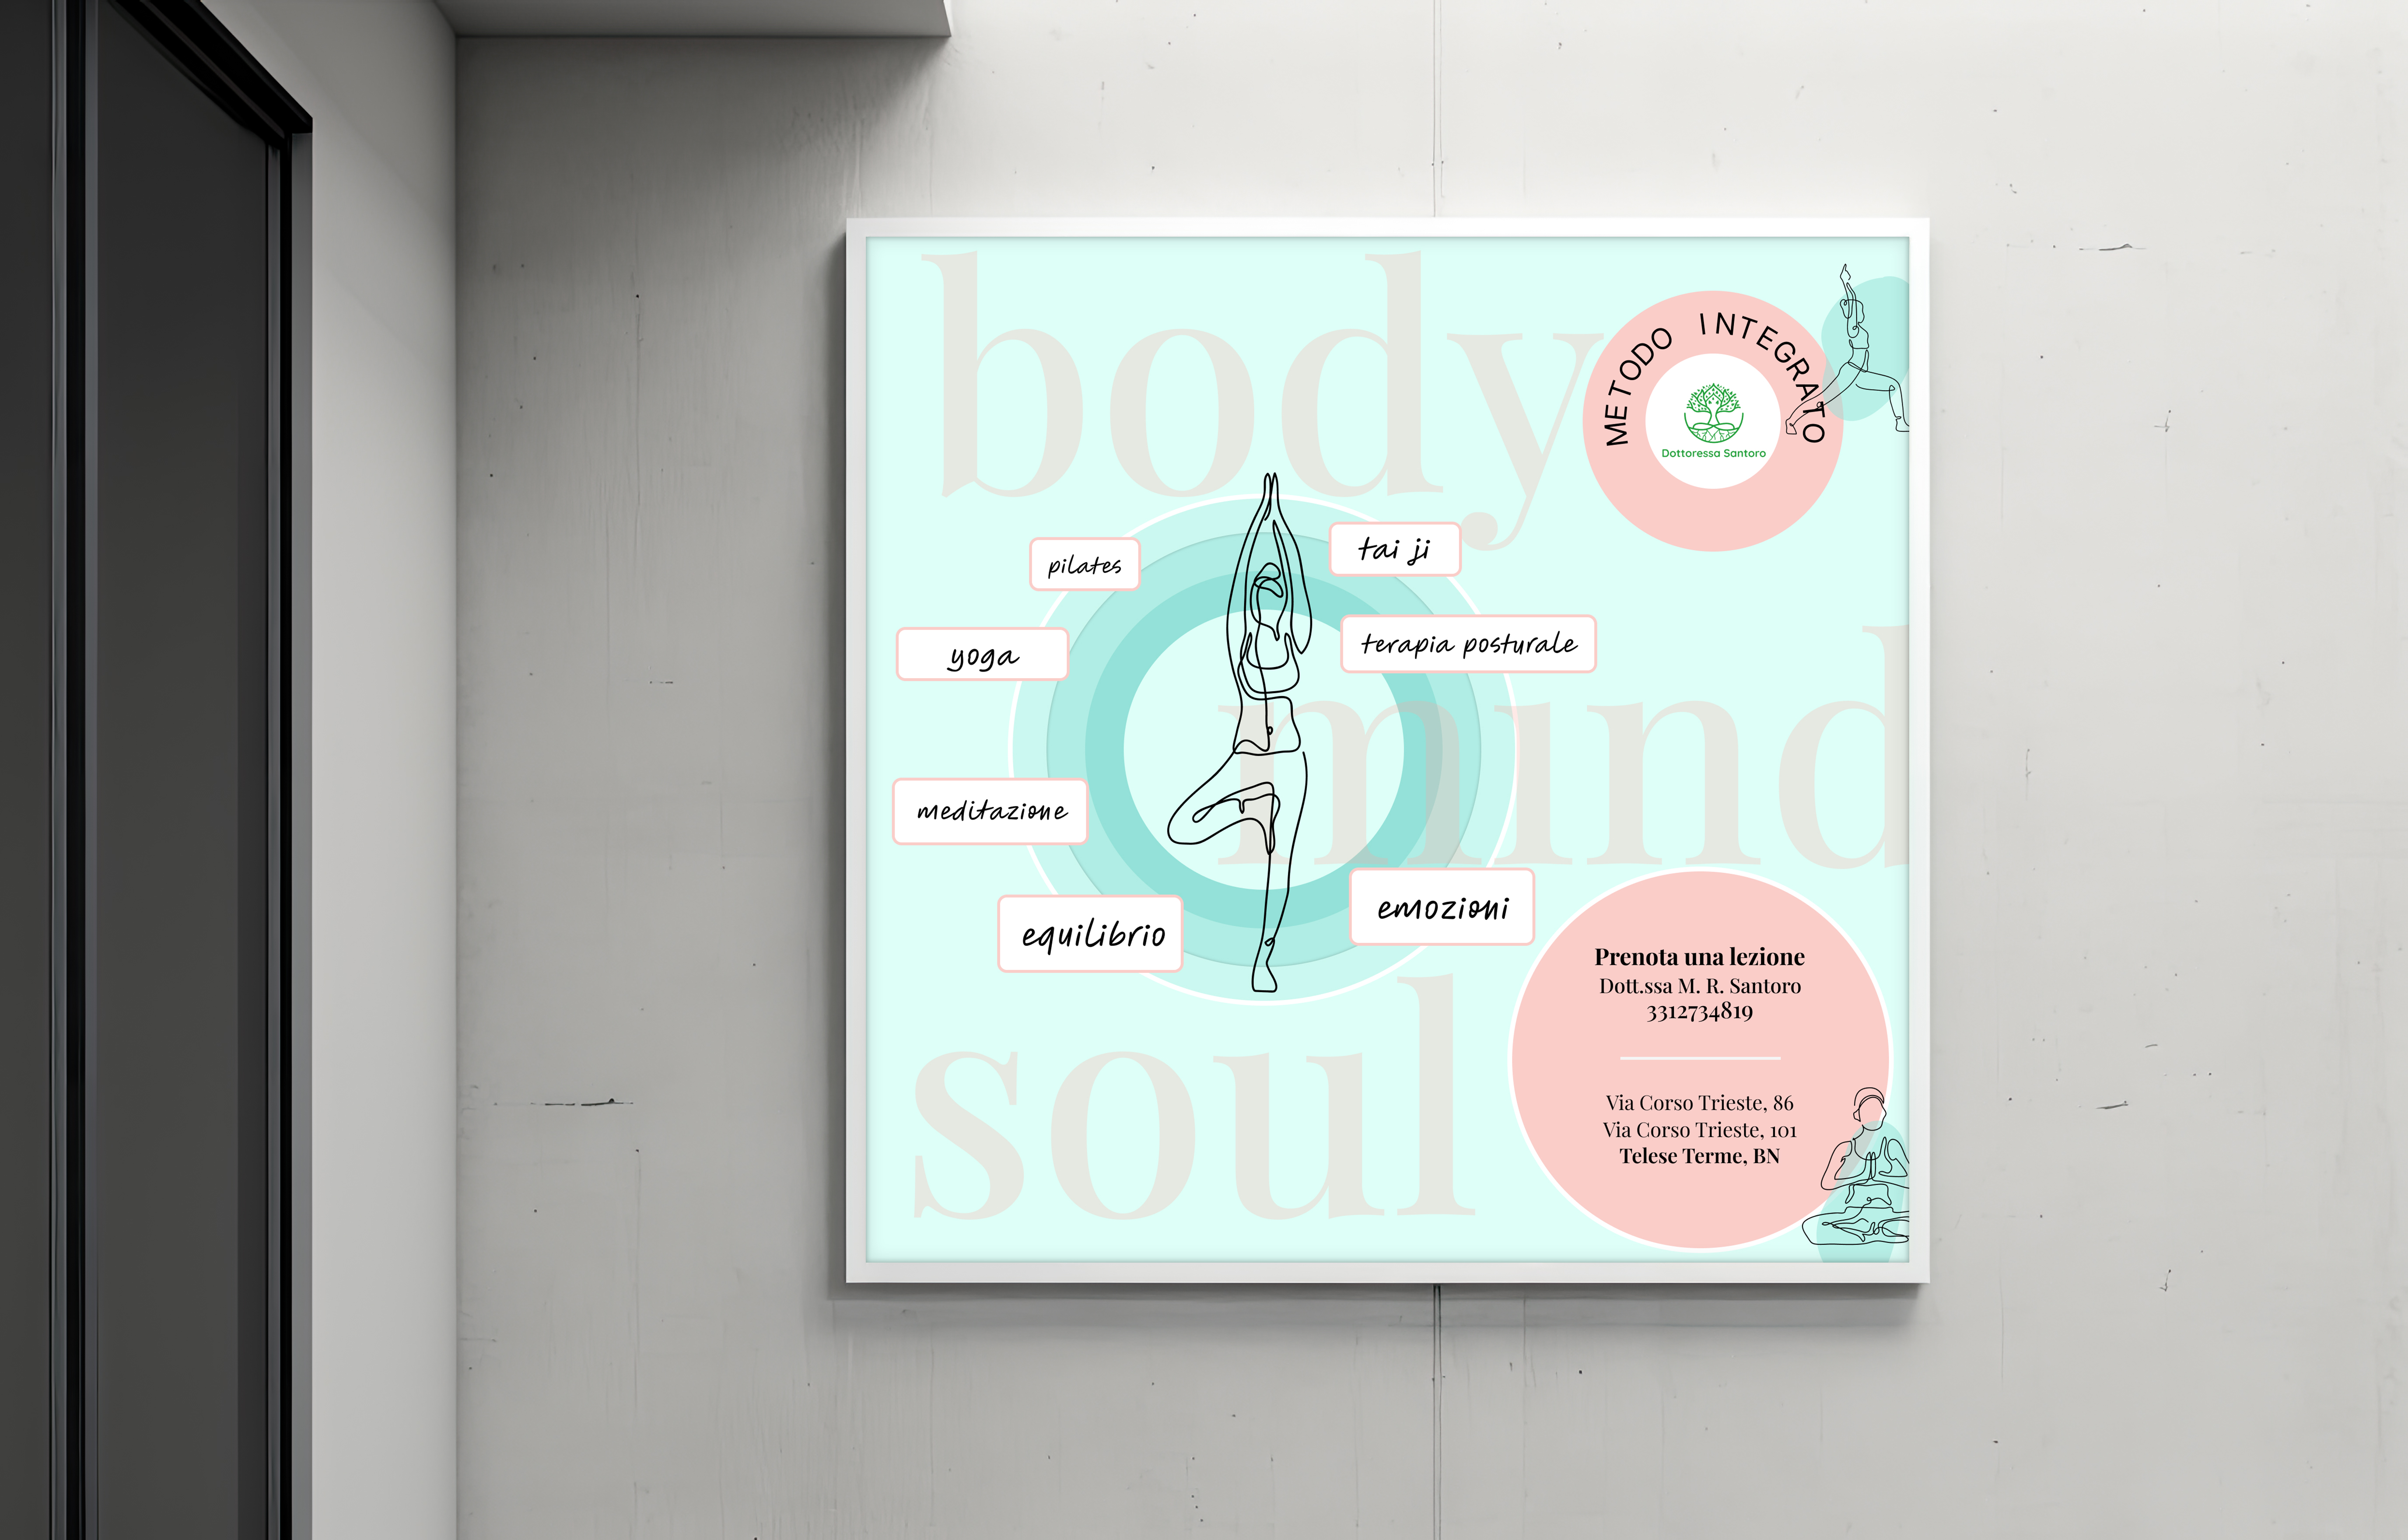 body
METODO INTEGRATO
Dottoressa Santoro
pilates
tai ji
yoga
terapia posturale
mind
meditazione
equilibrio
emozioni
soul
Prenota una lezione
Dott.ssa M. R. Santoro
3312734819
Via Corso Trieste, 86
Via Corso Trieste, 101
Telese Terme, BN